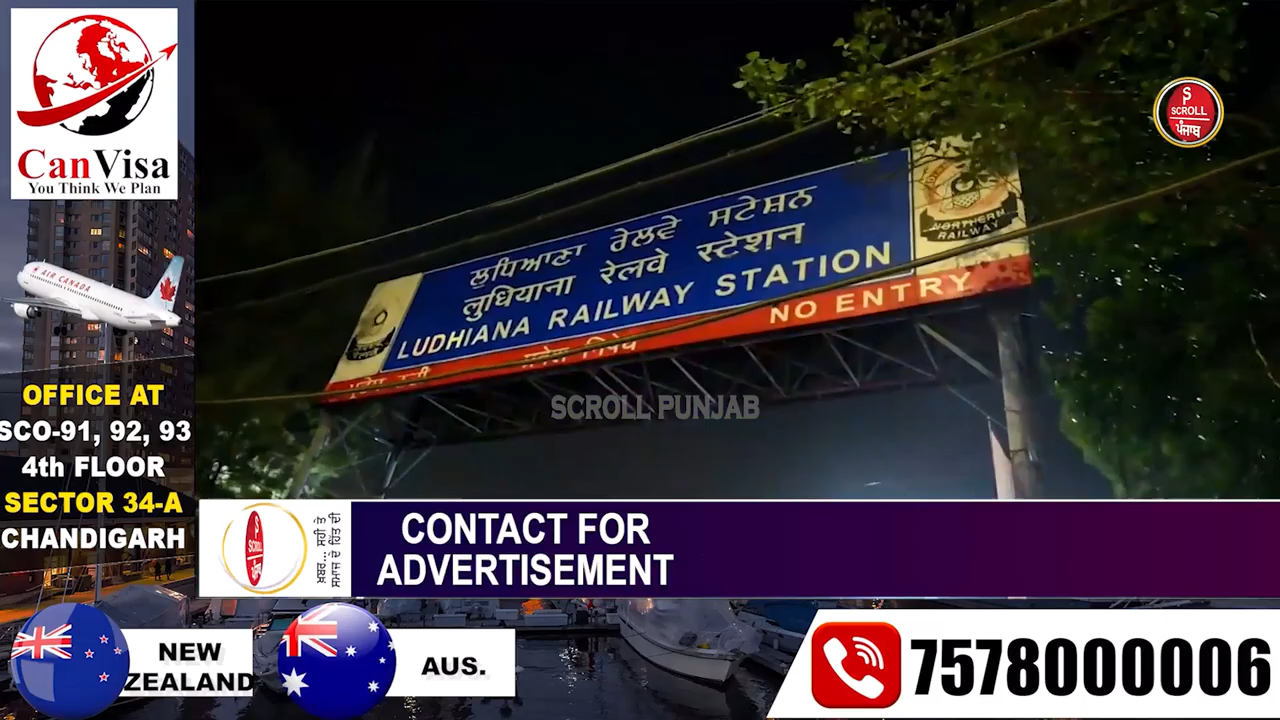 CanVisa
You Think We Plan
AIR CANADA
OFFICE AT
SCO-91, 92, 93
4th FLOOR
SECTOR 34-A
CHANDIGARH
S
P
SCROLL
ਪੰਜਾਬ
ਲੁਧਿਆਣਾ ਰੇਲਵੇ ਸਟੇਸ਼ਨ
लुधियाना रेलवे स्टेशन
LUDHIANA RAILWAY STATION
NO ENTRY
NORTHERN
RAILWAY
प्रवेश निषेध
SCROLL PUNJAB
S
P
SCROLL
ਪੰਜਾਬ
CONTACT FOR
ADVERTISEMENT
NEW
ZEALAND
AUS.
7578000006